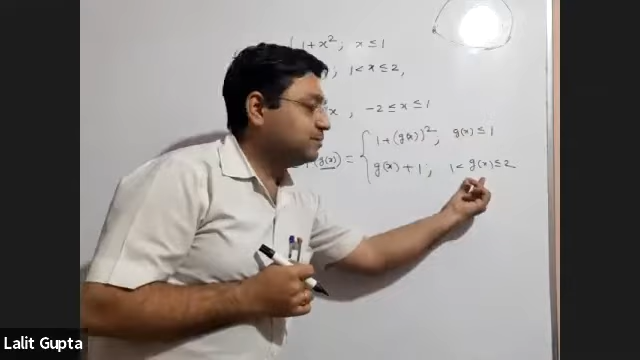 1 + x², x ≤ 1
, 1 < x ≤ 2,
x, -2 ≤ x ≤ 1
(g(x)) = { 1 + (g(x))², g(x) ≤ 1
g(x) + 1, 1 < g(x) ≤ 2
Lalit Gupta